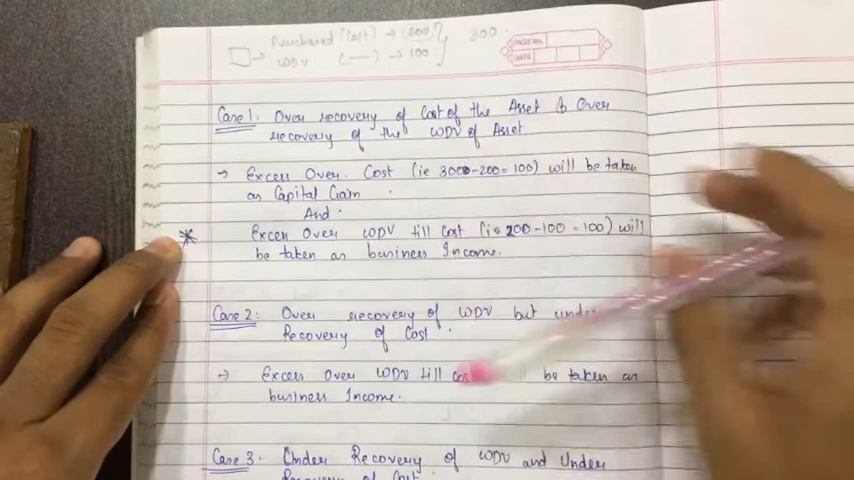 Purchased (Cost) → (200)
WDV (—) → 100
300.
PAGE NO.
DATE
Case 1: Over recovery of Cost of the Asset & Over
recovery of the WDV of Asset
→ Excess Over. Cost (ie 300-200=100) will be taken
as Capital Gain
And.
* Excess Over WDV till Cost (ie 200-100=100) will
be taken as business Income.
Case 2: Over recovery of WDV but under
Recovery of Cost.
→ Excess Over WDV till Cost be taken as
business Income.
Case 3. Under Recovery of WDV and Under
Recovery of Cost.